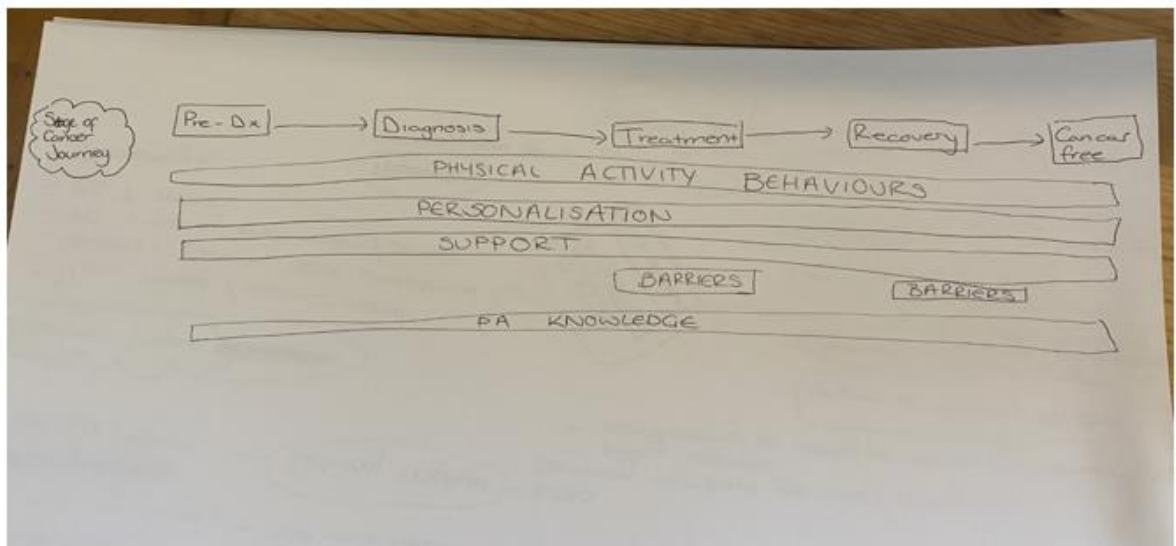 Stage of
Cancer
Journey
Pre-Dx
Diagnosis
Treatment
Recovery
Cancer
free
PHYSICAL ACTIVITY BEHAVIOURS
PERSONALISATION
SUPPORT
BARRIERS
BARRIERS
PA KNOWLEDGE